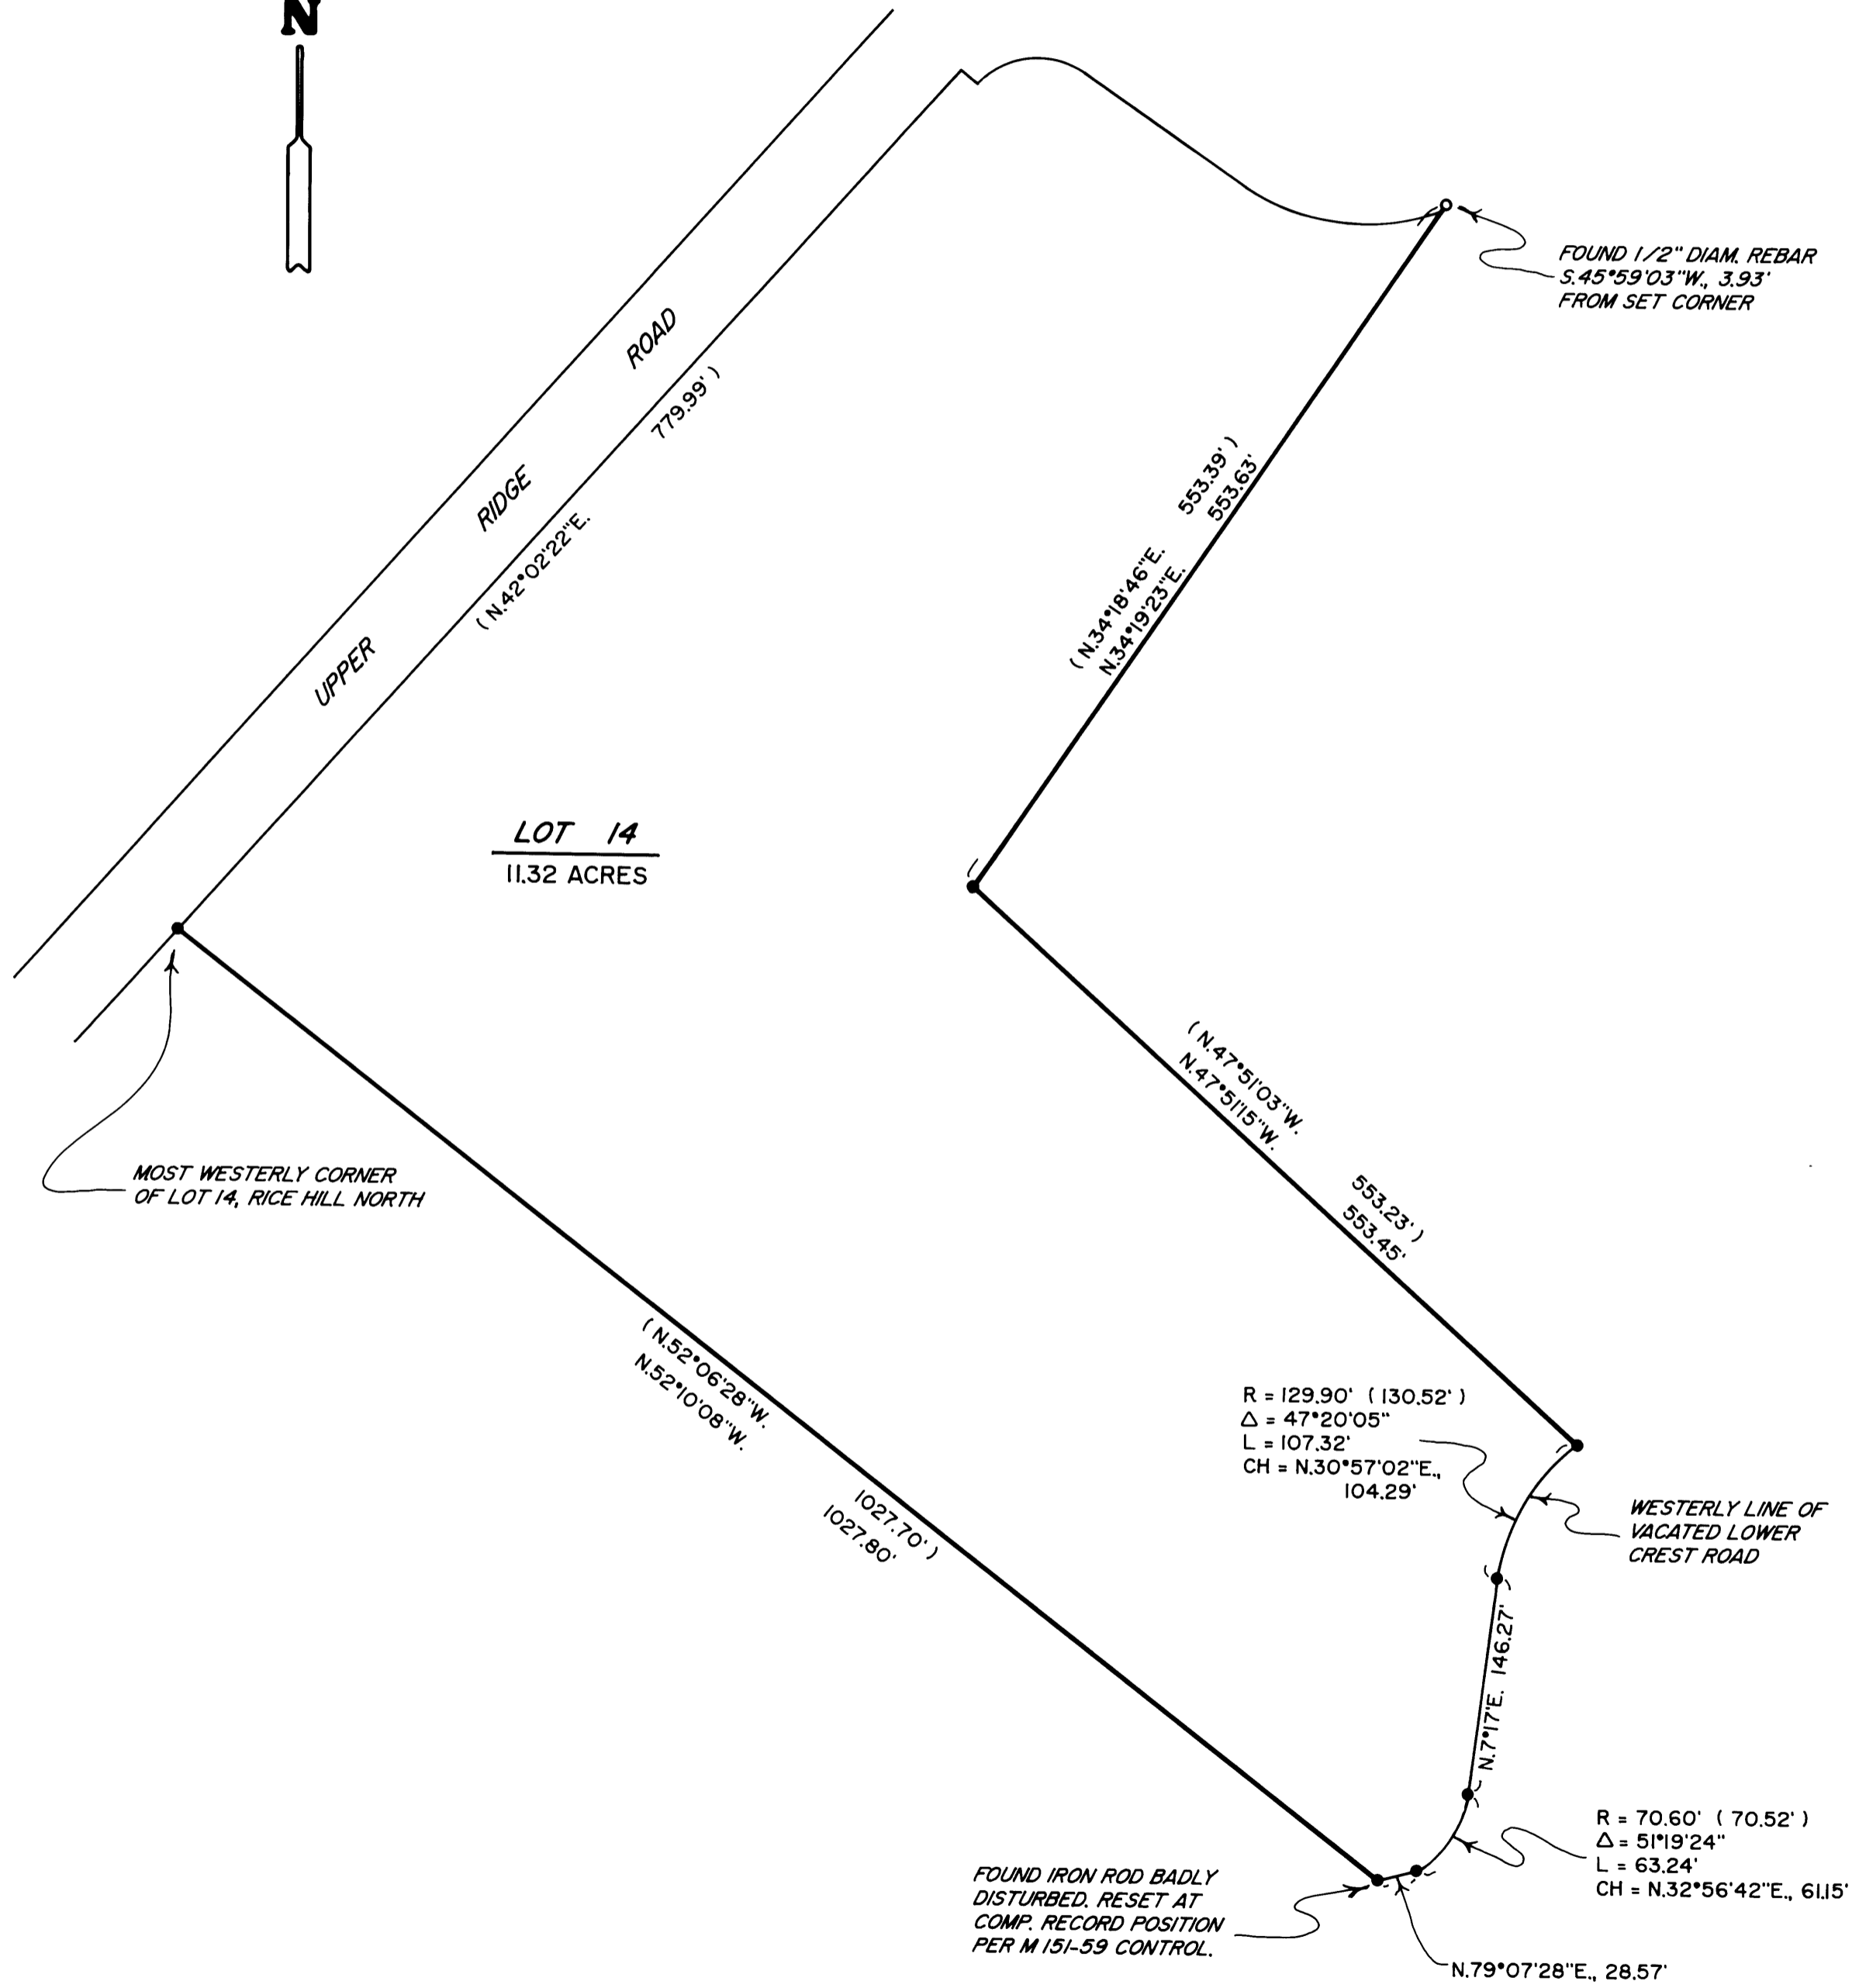 N
FOUND 1/2" DIAM. REBAR
S.45°59'03"W., 3.93'
FROM SET CORNER
UPPER RIDGE ROAD
(N.42°02'22"E. 779.99')
(N.34°18'46"E. 553.39')
N.34°19'23"E. 553.63'
LOT 14
11.32 ACRES
MOST WESTERLY CORNER
OF LOT 14, RICE HILL NORTH
(N.47°51'03"W. 553.23')
N.47°51'15"W. 553.45'
(N.52°06'28"W. 1027.70')
N.52°10'08"W. 1027.80'
R = 129.90' (130.52')
Δ = 47°20'05"
L = 107.32'
CH = N.30°57'02"E.,
104.29'
WESTERLY LINE OF
VACATED LOWER
CREST ROAD
N.7°17'E. 146.27'
R = 70.60' (70.52')
Δ = 51°19'24"
L = 63.24'
CH = N.32°56'42"E., 61.15'
FOUND IRON ROD BADLY
DISTURBED. RESET AT
COMP. RECORD POSITION
PER M 151-59 CONTROL.
N.79°07'28"E., 28.57'